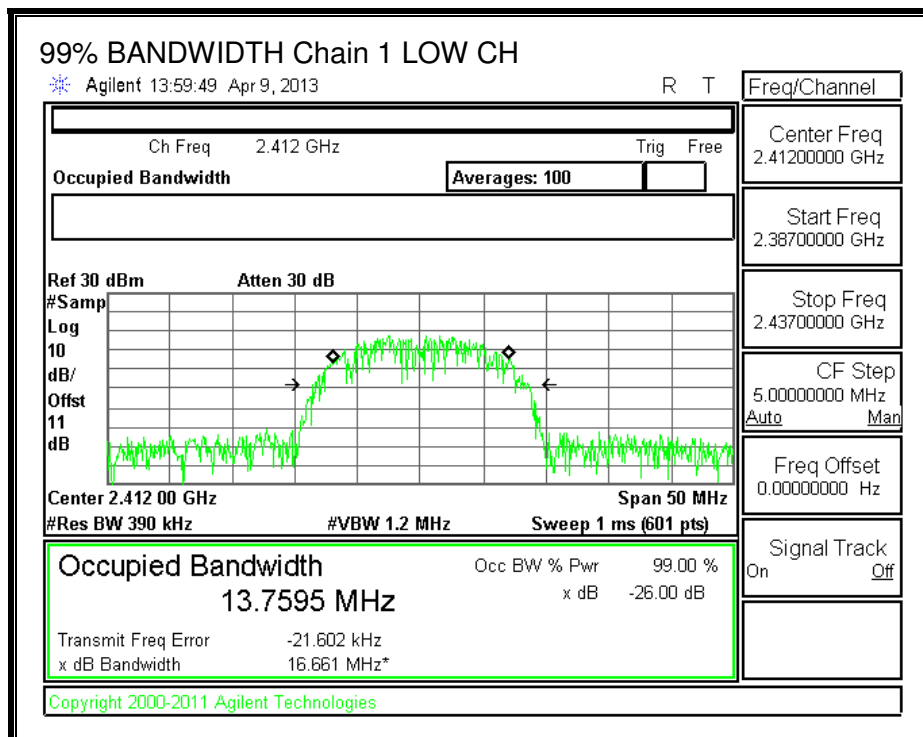 99% BANDWIDTH Chain 1 LOW CH
Agilent 13:59:49 Apr 9, 2013 R T
Freq/Channel
Ch Freq 2.412 GHz Trig Free
Occupied Bandwidth Averages: 100
Center Freq
2.41200000 GHz
Start Freq
2.38700000 GHz
Stop Freq
2.43700000 GHz
CF Step
5.00000000 MHz
Auto Man
Freq Offset
0.00000000 Hz
Signal Track
On Off
Ref 30 dBm Atten 30 dB
#Samp
Log
10
dB/
Offst
11
dB
Center 2.412 00 GHz Span 50 MHz
#Res BW 390 kHz #VBW 1.2 MHz Sweep 1 ms (601 pts)
Occupied Bandwidth Occ BW % Pwr 99.00 %
13.7595 MHz x dB -26.00 dB
Transmit Freq Error -21.602 kHz
x dB Bandwidth 16.661 MHz*
Copyright 2000-2011 Agilent Technologies